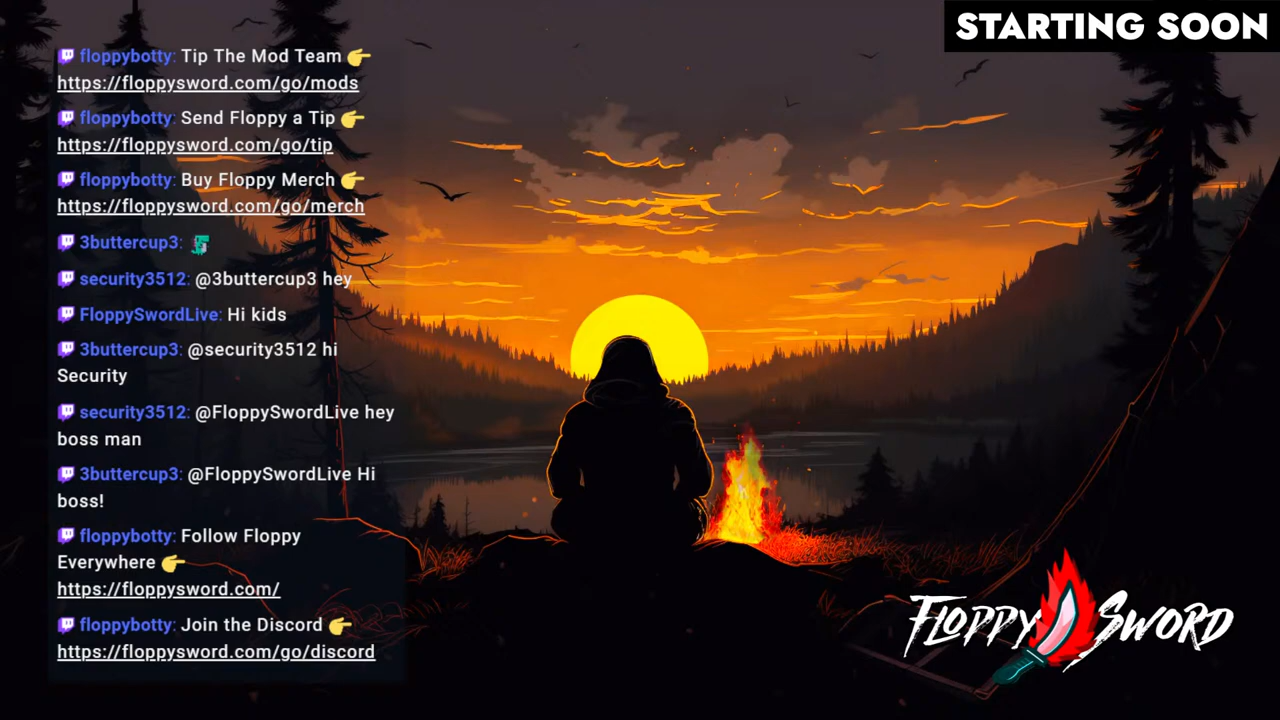 STARTING SOON
floppybotty: Tip The Mod Team
https://floppysword.com/go/mods
floppybotty: Send Floppy a Tip
https://floppysword.com/go/tip
floppybotty: Buy Floppy Merch
https://floppysword.com/go/merch
3buttercup3:
security3512: @3buttercup3 hey
FloppySwordLive: Hi kids
3buttercup3: @security3512 hi
Security
security3512: @FloppySwordLive hey
boss man
3buttercup3: @FloppySwordLive Hi
boss!
floppybotty: Follow Floppy
Everywhere
https://floppysword.com/
floppybotty: Join the Discord
https://floppysword.com/go/discord
FLOPPY SWORD